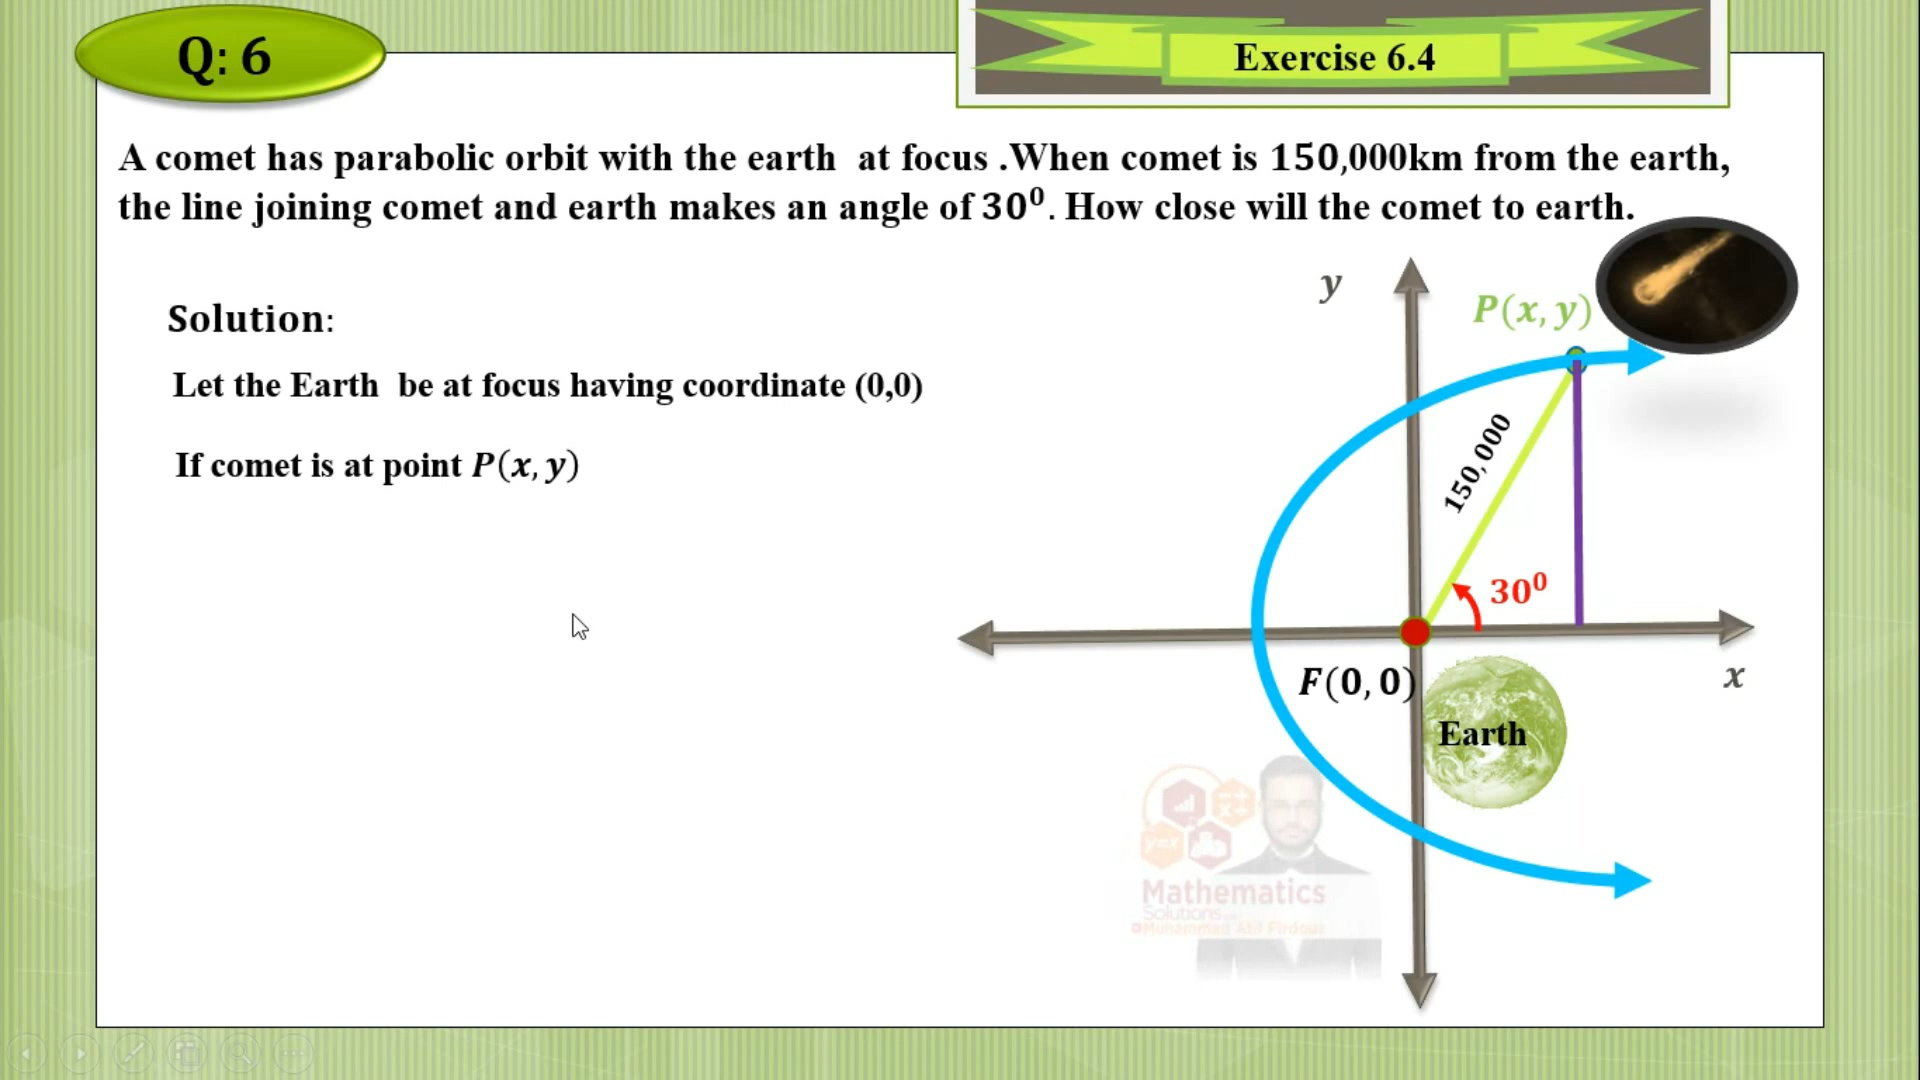 Q: 6
Exercise 6.4
A comet has parabolic orbit with the earth at focus .When comet is 150,000km from the earth,
the line joining comet and earth makes an angle of 30⁰. How close will the comet to earth.
Solution:
Let the Earth be at focus having coordinate (0,0)
If comet is at point P(x, y)
y
P(x, y)
150,000
30⁰
F(0, 0)
x
Earth
Mathematics
Solutions
Muhammad Atif Firdous